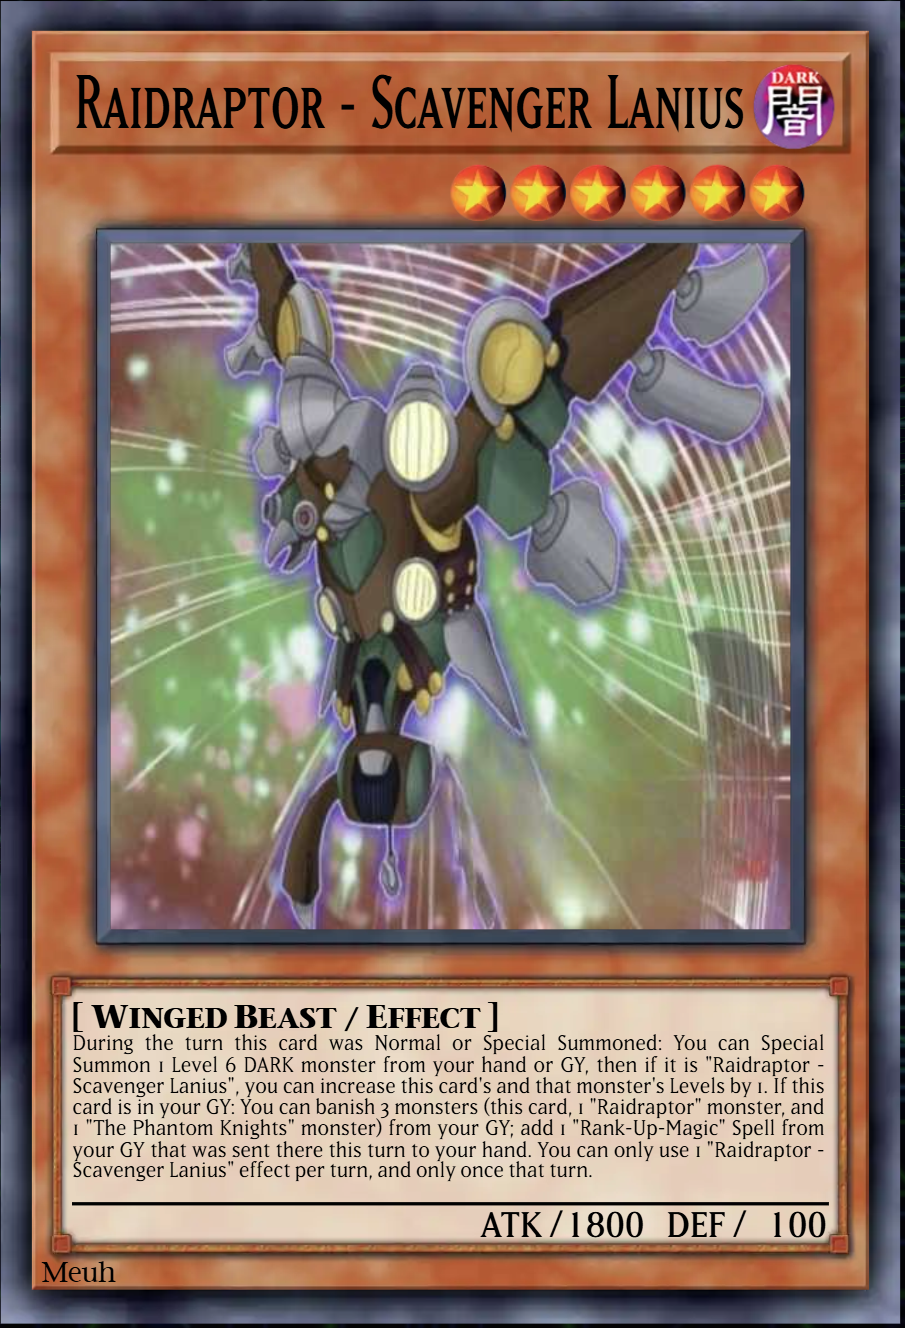 Raidraptor - Scavenger Lanius
DARK
闇
[ Winged Beast / Effect ]
During the turn this card was Normal or Special Summoned: You can Special
Summon 1 Level 6 DARK monster from your hand or GY, then if it is "Raidraptor -
Scavenger Lanius", you can increase this card's and that monster's Levels by 1. If this
card is in your GY: You can banish 3 monsters (this card, 1 "Raidraptor" monster, and
1 "The Phantom Knights" monster) from your GY; add 1 "Rank-Up-Magic" Spell from
your GY that was sent there this turn to your hand. You can only use 1 "Raidraptor -
Scavenger Lanius" effect per turn, and only once that turn.
ATK / 1800 DEF / 100
Meuh